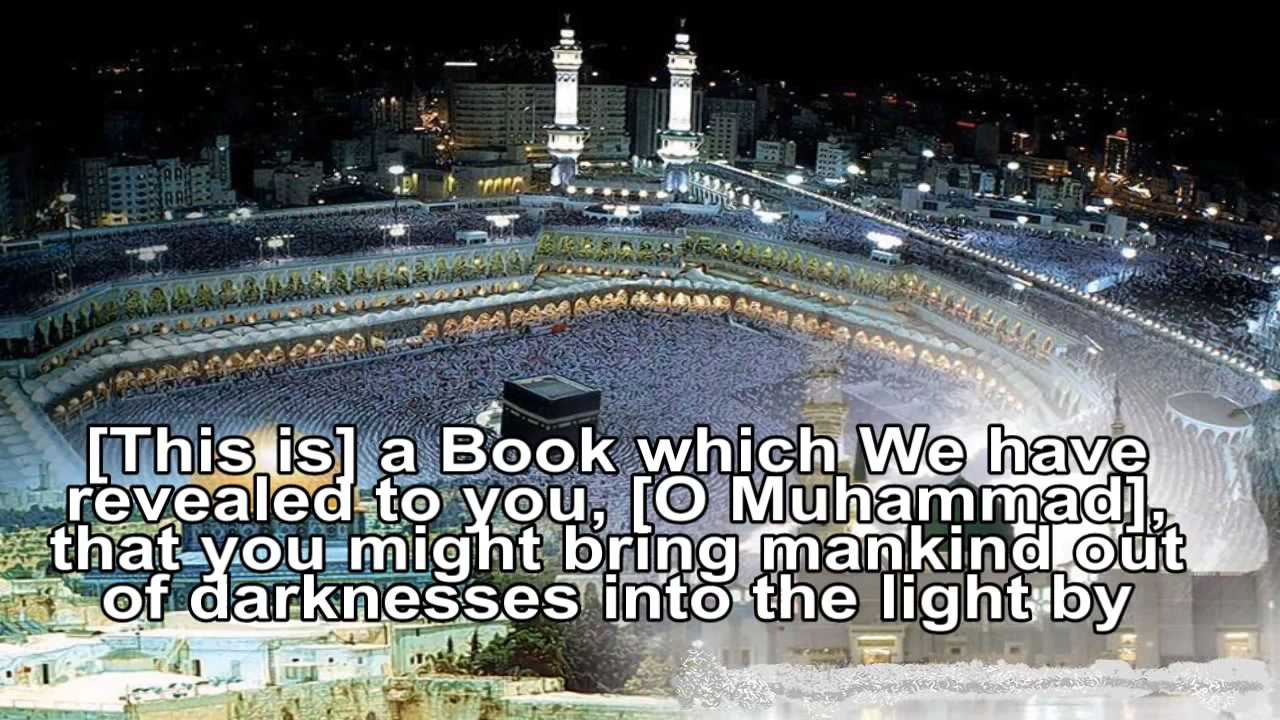 [This is] a Book which We have
revealed to you, [O Muhammad],
that you might bring mankind out
of darknesses into the light by